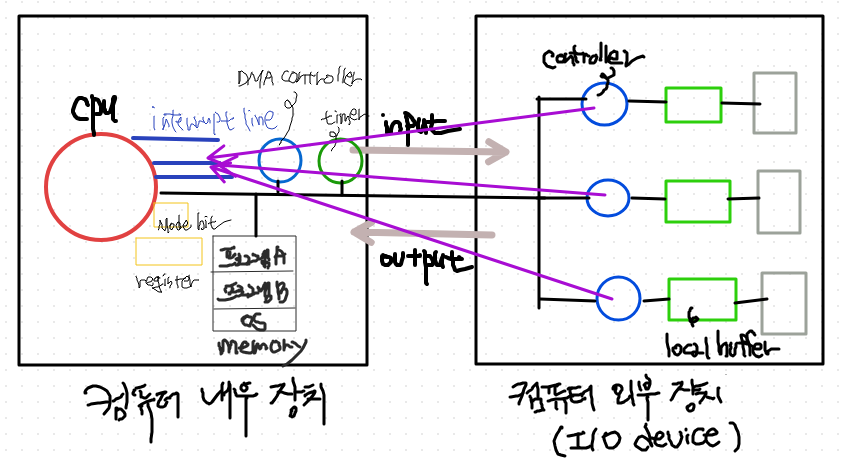 CPU
interrupt line
DMA controller
timer
input
output
Mode bit
register
프로그램 A
프로그램 B
OS
memory
컴퓨터 내부 장치
controller
local buffer
컴퓨터 외부 장치
(I/O device)